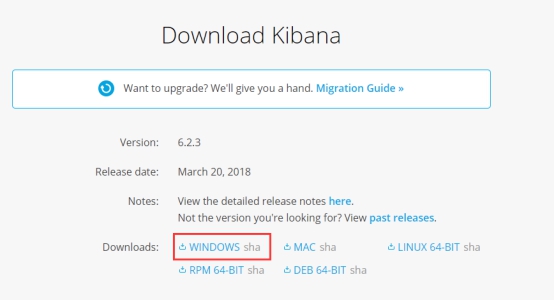 Download Kibana
Want to upgrade? We'll give you a hand. Migration Guide »
Version: 6.2.3
Release date: March 20, 2018
Notes: View the detailed release notes here.
Not the version you're looking for? View past releases.
Downloads: WINDOWS sha MAC sha LINUX 64-BIT sha
RPM 64-BIT sha DEB 64-BIT sha